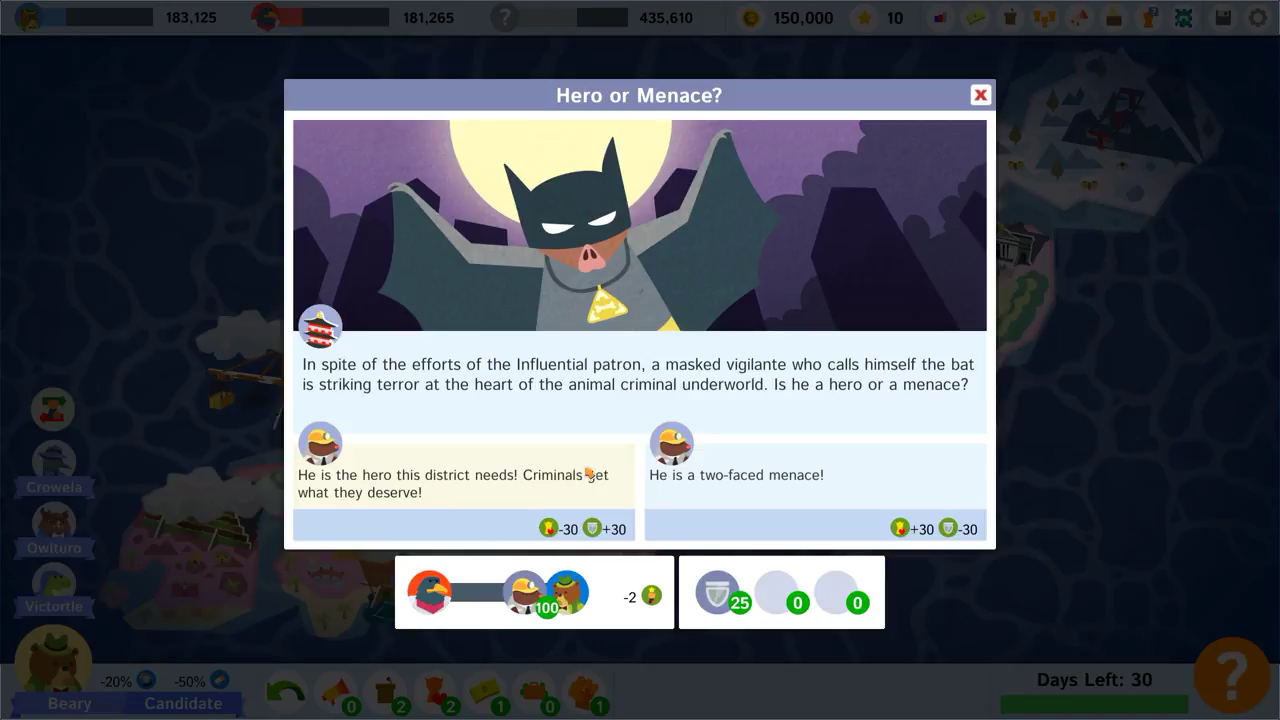 183,125
181,265
?
435,610
150,000
10
Hero or Menace?
X
In spite of the efforts of the Influential patron, a masked vigilante who calls himself the bat
is striking terror at the heart of the animal criminal underworld. Is he a hero or a menace?
He is the hero this district needs! Criminals get
what they deserve!
-30 +30
He is a two-faced menace!
+30 -30
100
-2
25
0
0
Crowela
Owlturo
Victortle
-20% -50%
Beary
Candidate
0
2
2
1
0
1
Days Left: 30
?